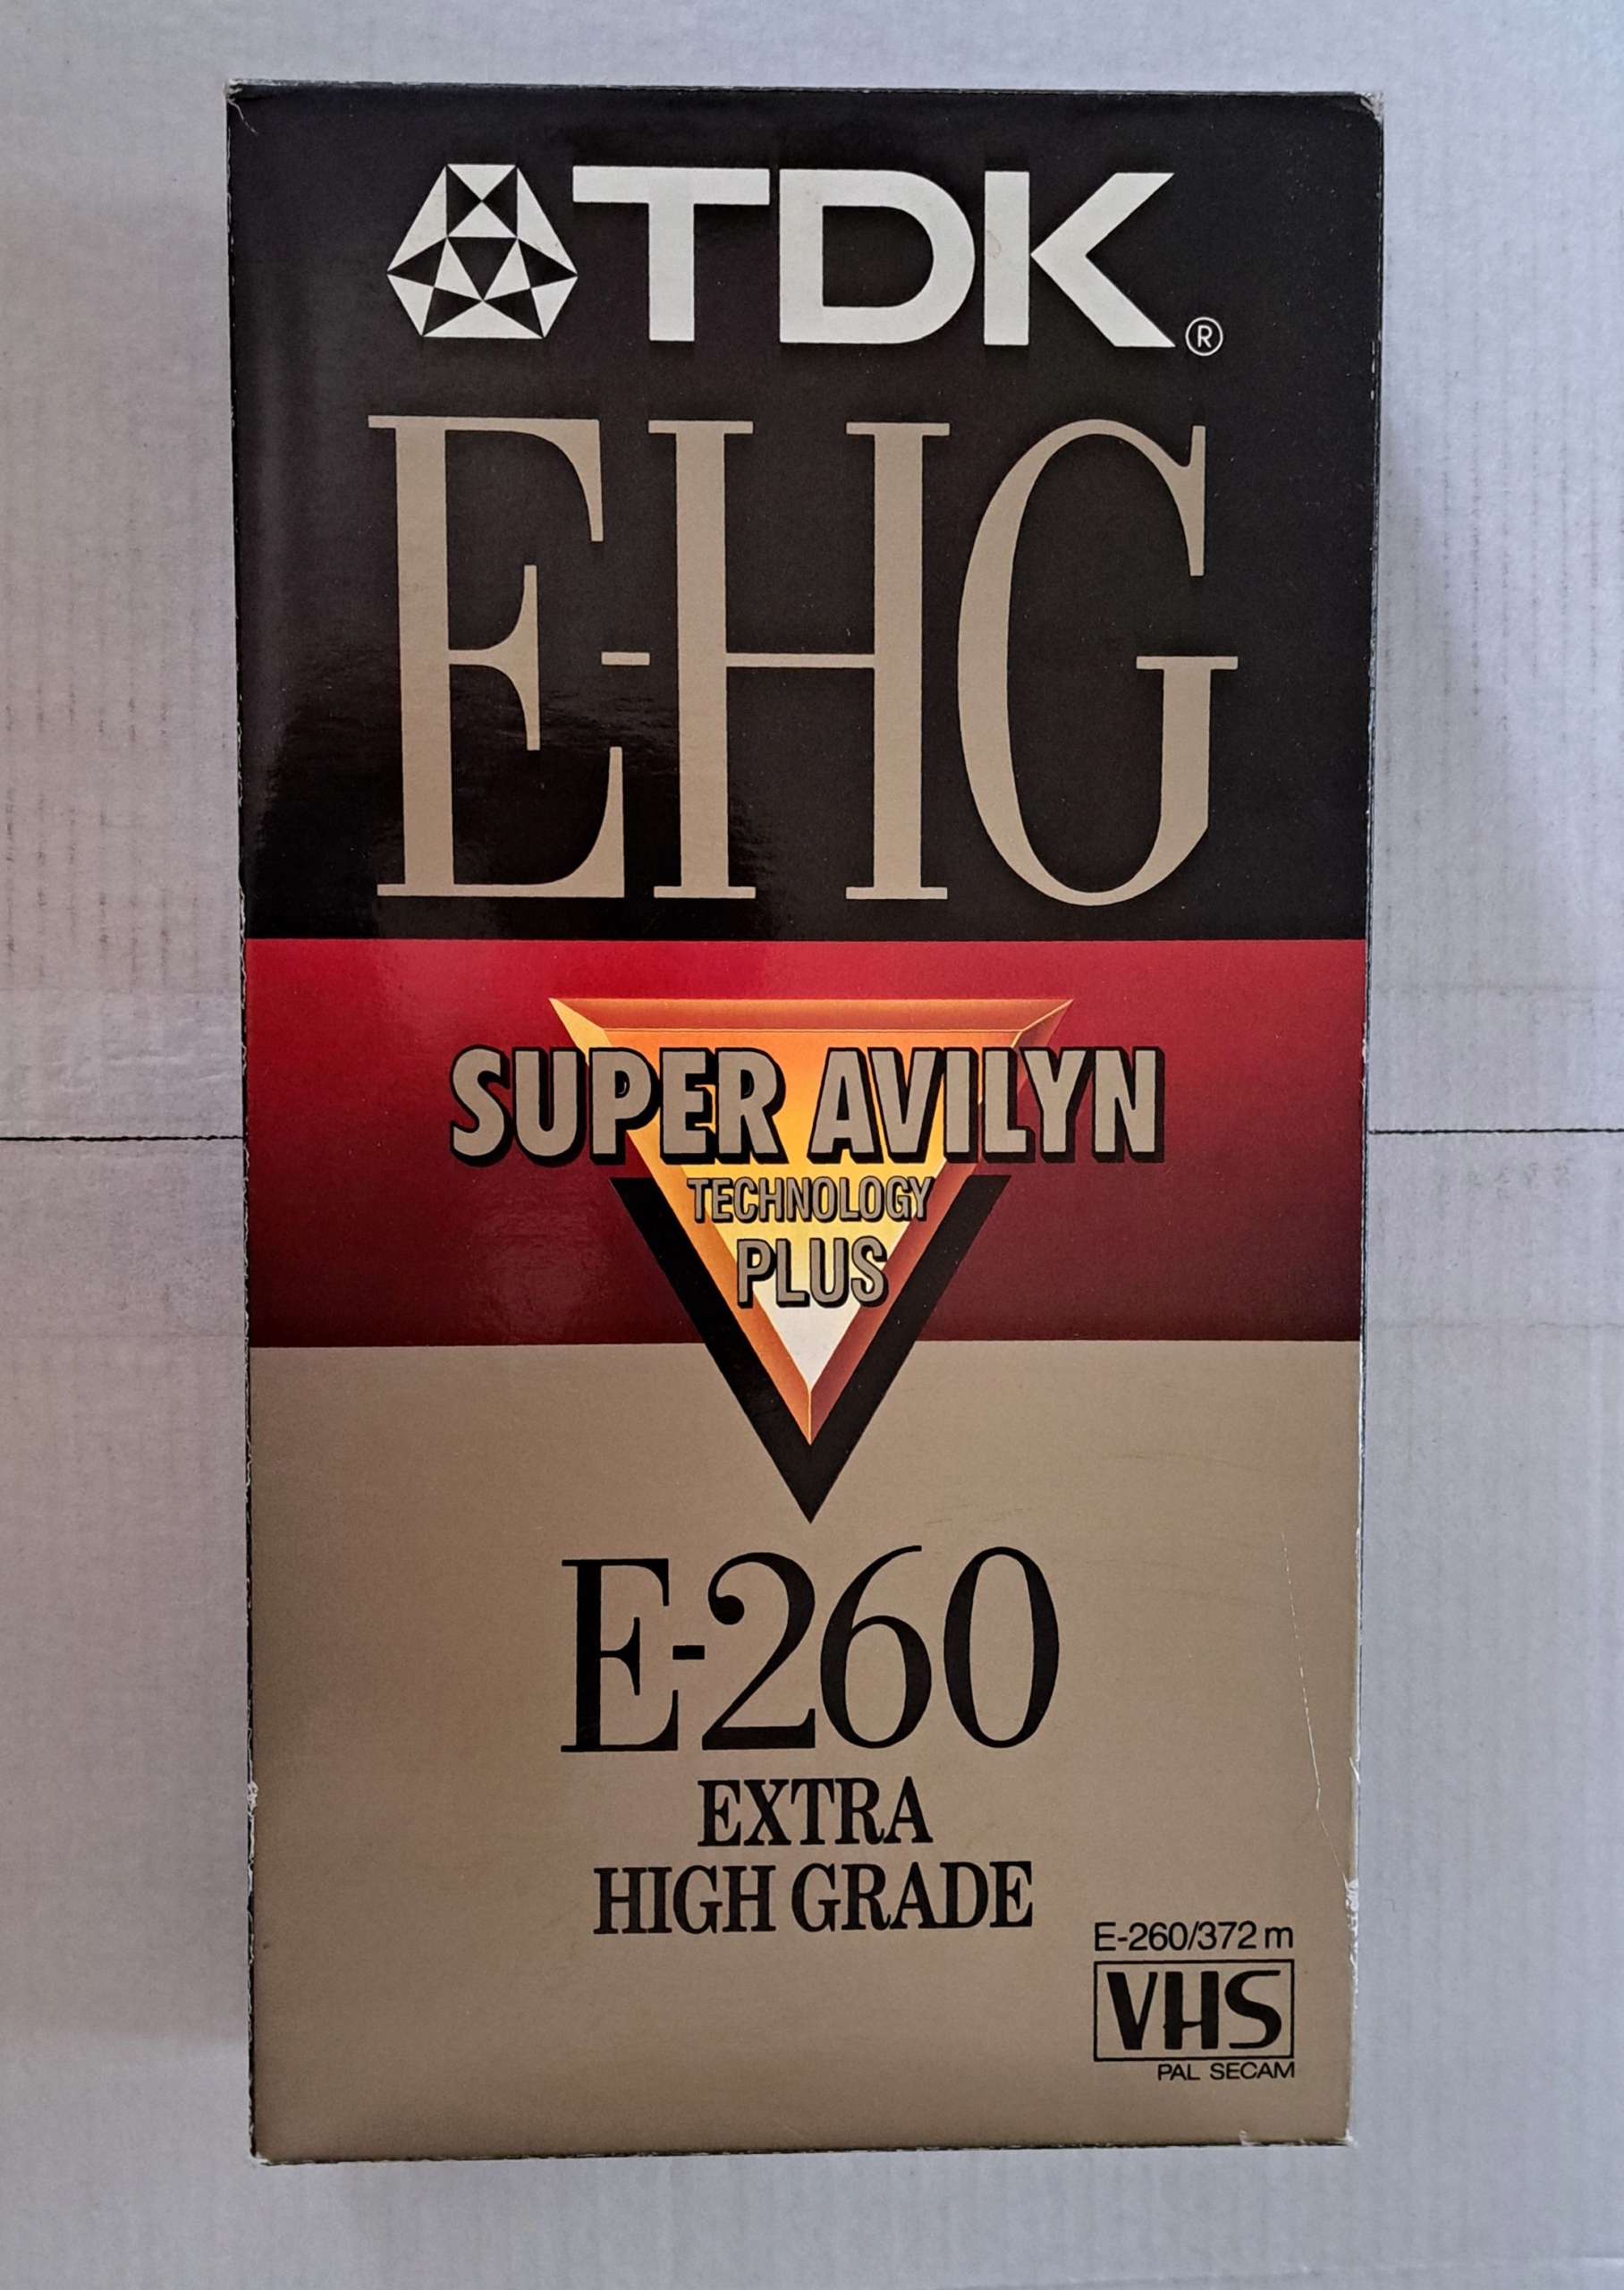 TDK®
E-HG
SUPER AVILYN
TECHNOLOGY
PLUS
E-260
EXTRA
HIGH GRADE
E-260/372 m
VHS
PAL SECAM